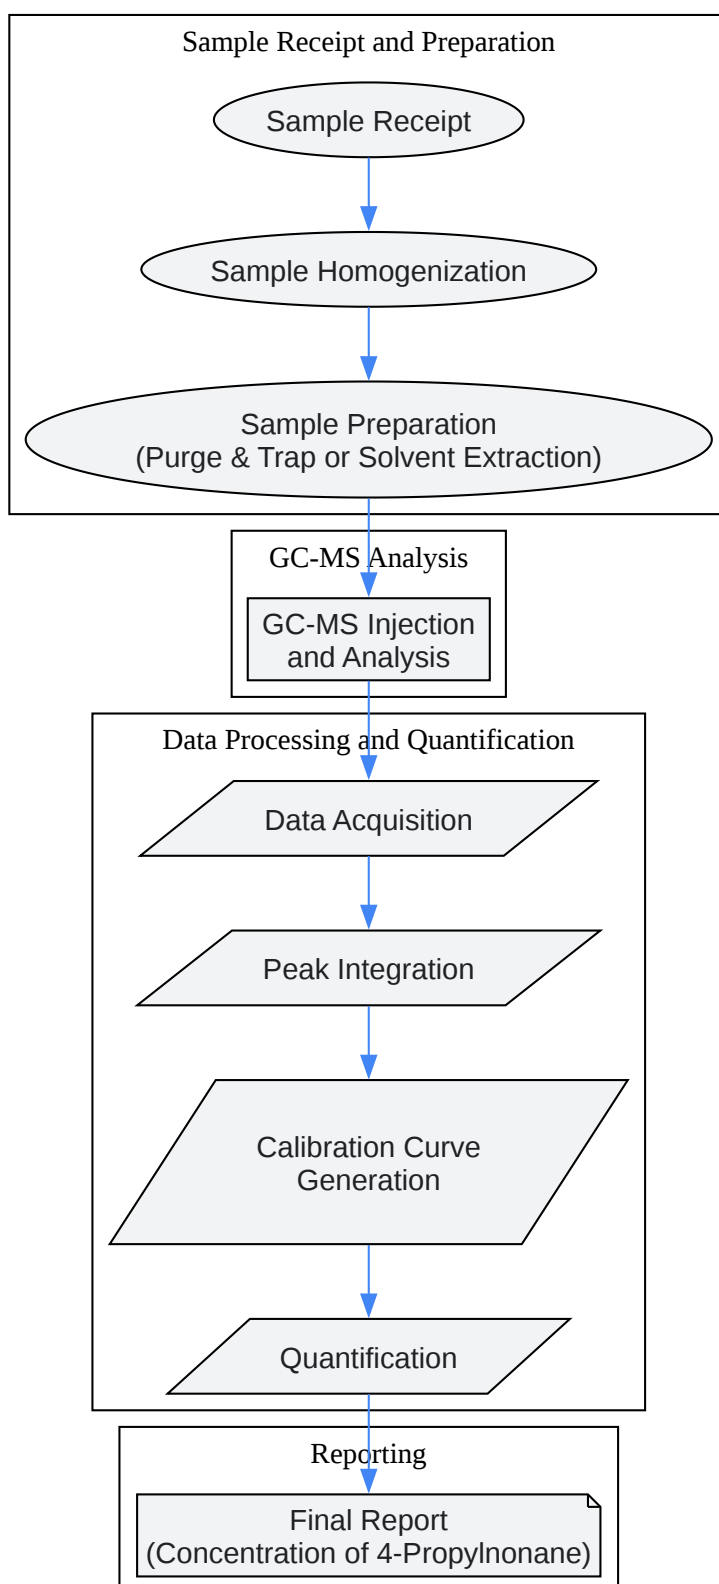 Sample Receipt and Preparation
Sample Receipt
Sample Homogenization
Sample Preparation
(Purge & Trap or Solvent Extraction)
GC-MS Analysis
GC-MS Injection
and Analysis
Data Processing and Quantification
Data Acquisition
Peak Integration
Calibration Curve
Generation
Quantification
Reporting
Final Report
(Concentration of 4-Propylnonane)